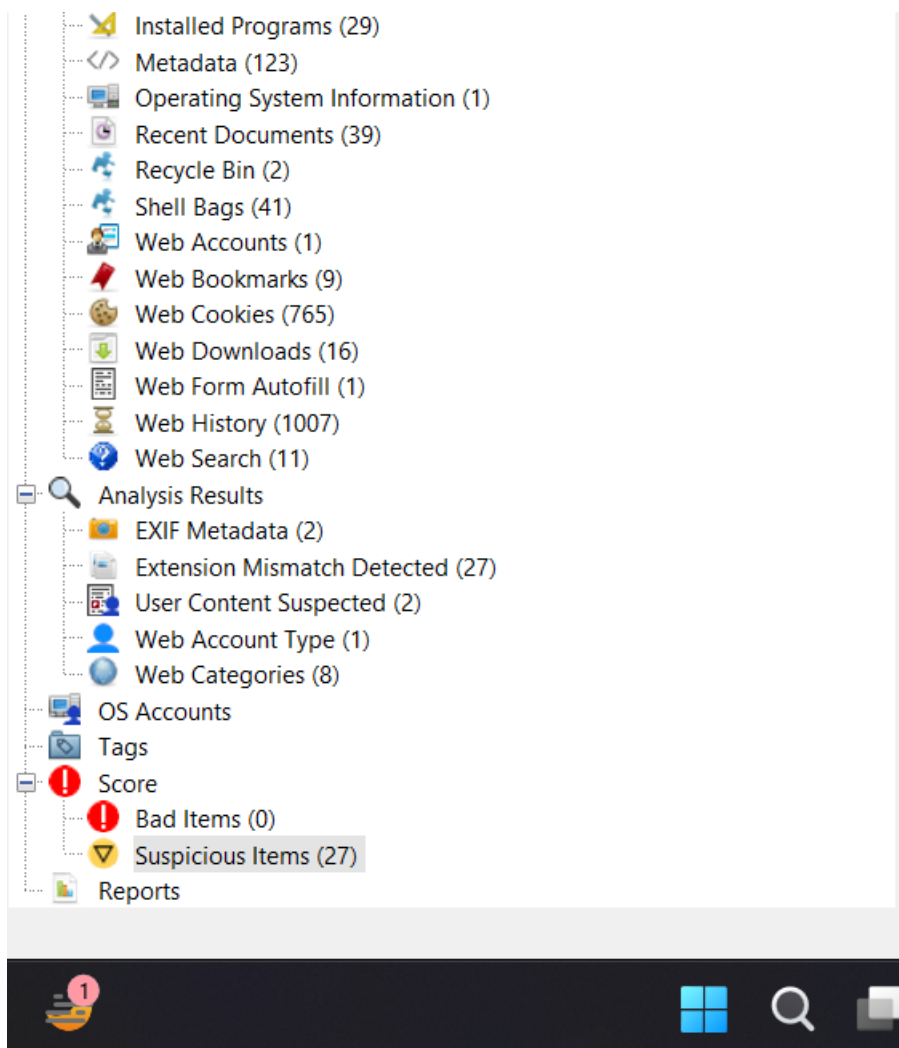 Installed Programs (29)
Metadata (123)
Operating System Information (1)
Recent Documents (39)
Recycle Bin (2)
Shell Bags (41)
Web Accounts (1)
Web Bookmarks (9)
Web Cookies (765)
Web Downloads (16)
Web Form Autofill (1)
Web History (1007)
Web Search (11)
Analysis Results
EXIF Metadata (2)
Extension Mismatch Detected (27)
User Content Suspected (2)
Web Account Type (1)
Web Categories (8)
OS Accounts
Tags
Score
Bad Items (0)
Suspicious Items (27)
Reports
1